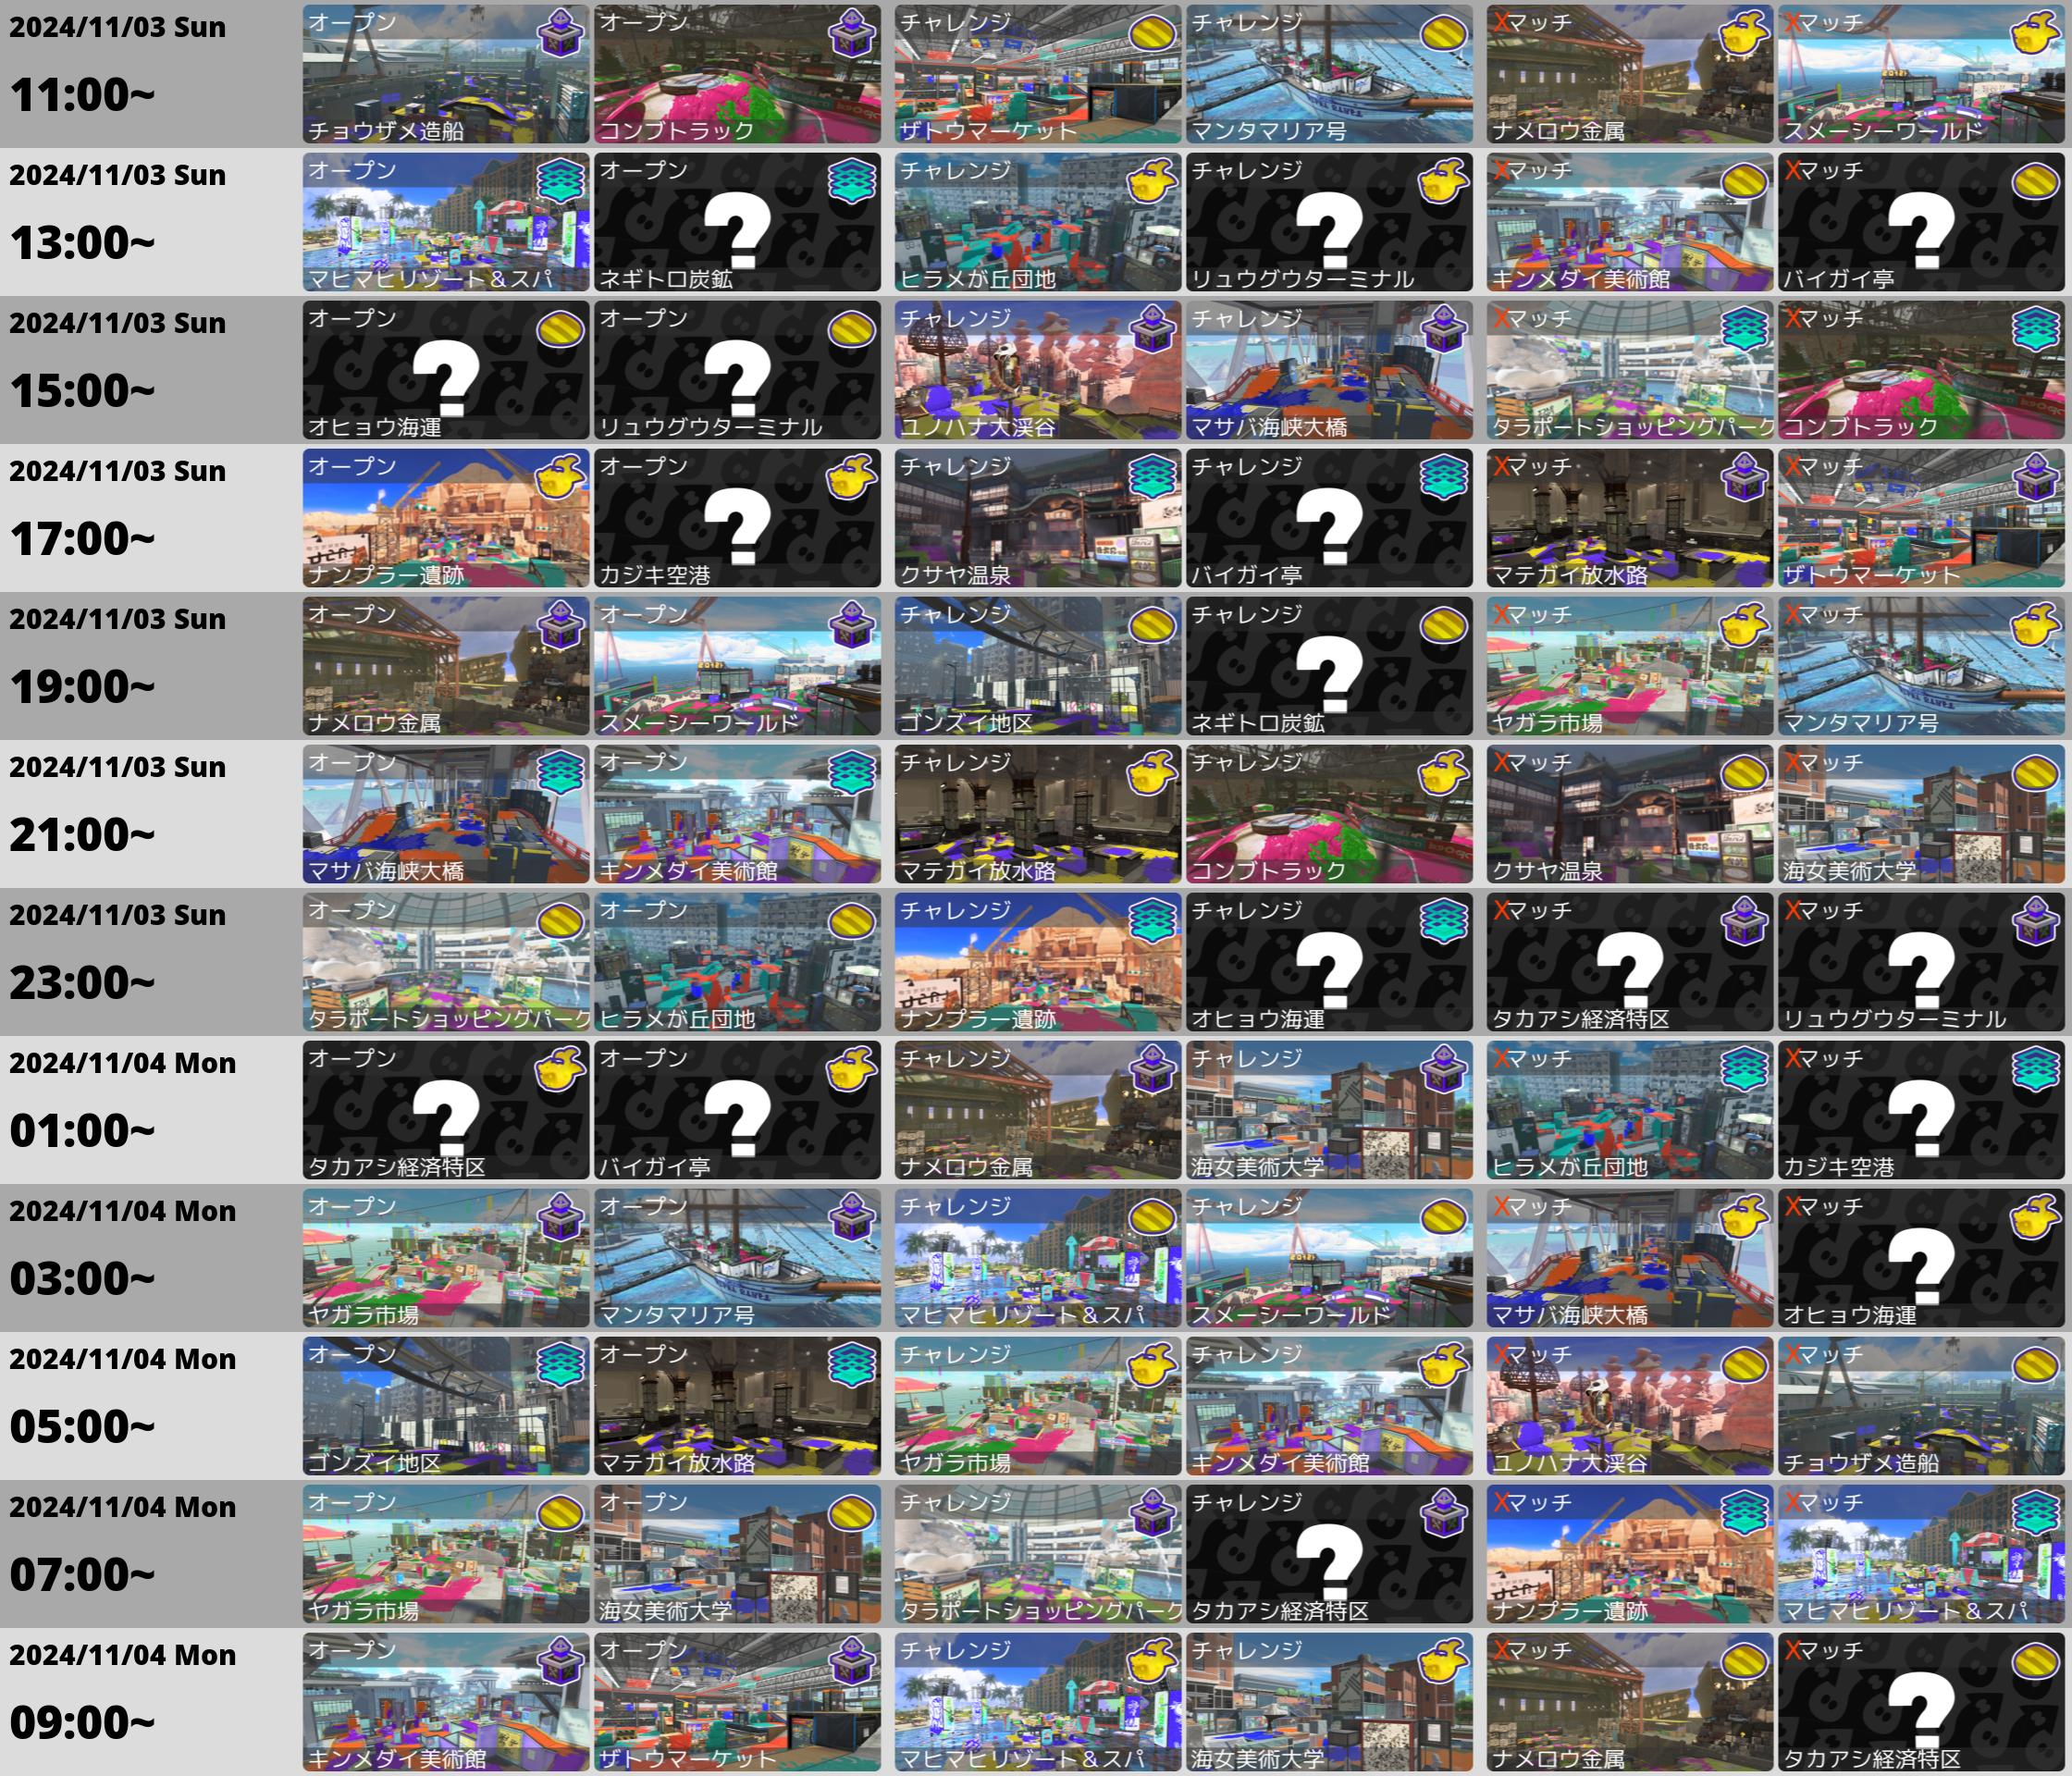 2024/11/03 Sun
11:00~
オープン オープン チャレンジ チャレンジ Xマッチ Xマッチ
チョウザメ造船 コンブトラック ザトウマーケット マンタマリア号 ナメロウ金属 スメーシーワールド
2024/11/03 Sun
13:00~
オープン オープン チャレンジ チャレンジ Xマッチ Xマッチ
マヒマヒリゾート＆スパ ネギトロ炭鉱 ヒラメが丘団地 リュウグウターミナル キンメダイ美術館 バイガイ亭
2024/11/03 Sun
15:00~
オープン オープン チャレンジ チャレンジ Xマッチ Xマッチ
オヒョウ海運 リュウグウターミナル ユノハナ大渓谷 マサバ海峡大橋 タラポートショッピングパーク コンブトラック
2024/11/03 Sun
17:00~
オープン オープン チャレンジ チャレンジ Xマッチ Xマッチ
ナンプラー遺跡 カジキ空港 クサヤ温泉 バイガイ亭 マテガイ放水路 ザトウマーケット
2024/11/03 Sun
19:00~
オープン オープン チャレンジ チャレンジ Xマッチ Xマッチ
ナメロウ金属 スメーシーワールド ゴンズイ地区 ネギトロ炭鉱 ヤガラ市場 マンタマリア号
2024/11/03 Sun
21:00~
オープン オープン チャレンジ チャレンジ Xマッチ Xマッチ
マサバ海峡大橋 キンメダイ美術館 マテガイ放水路 コンブトラック クサヤ温泉 海女美術大学
2024/11/03 Sun
23:00~
オープン オープン チャレンジ チャレンジ Xマッチ Xマッチ
タラポートショッピングパーク ヒラメが丘団地 ナンプラー遺跡 オヒョウ海運 タカアシ経済特区 リュウグウターミナル
2024/11/04 Mon
01:00~
オープン オープン チャレンジ チャレンジ Xマッチ Xマッチ
タカアシ経済特区 バイガイ亭 ナメロウ金属 海女美術大学 ヒラメが丘団地 カジキ空港
2024/11/04 Mon
03:00~
オープン オープン チャレンジ チャレンジ Xマッチ Xマッチ
ヤガラ市場 マンタマリア号 マヒマヒリゾート＆スパ スメーシーワールド マサバ海峡大橋 オヒョウ海運
2024/11/04 Mon
05:00~
オープン オープン チャレンジ チャレンジ Xマッチ Xマッチ
ゴンズイ地区 マテガイ放水路 ヤガラ市場 キンメダイ美術館 ユノハナ大渓谷 チョウザメ造船
2024/11/04 Mon
07:00~
オープン オープン チャレンジ チャレンジ Xマッチ Xマッチ
ヤガラ市場 海女美術大学 タラポートショッピングパーク タカアシ経済特区 ナンプラー遺跡 マヒマヒリゾート＆スパ
2024/11/04 Mon
09:00~
オープン オープン チャレンジ チャレンジ Xマッチ Xマッチ
キンメダイ美術館 ザトウマーケット マヒマヒリゾート＆スパ 海女美術大学 ナメロウ金属 タカアシ経済特区